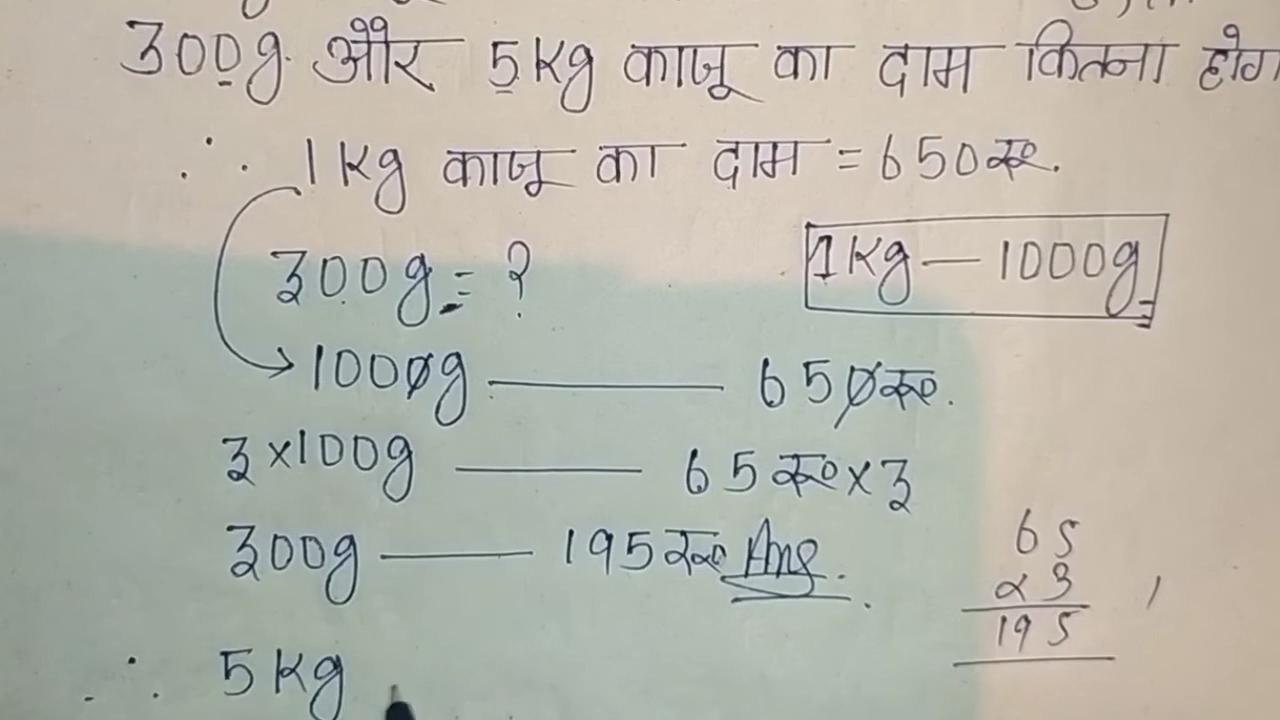 300g और 5kg काजू का दाम कितना होग
∴ 1kg काजू का दाम = 650रु.
300g = ?
1kg — 1000g
1000g — 650रु.
3×100g — 65रु×3
300g — 195रु Ans.
65
×3
195
∴ 5kg